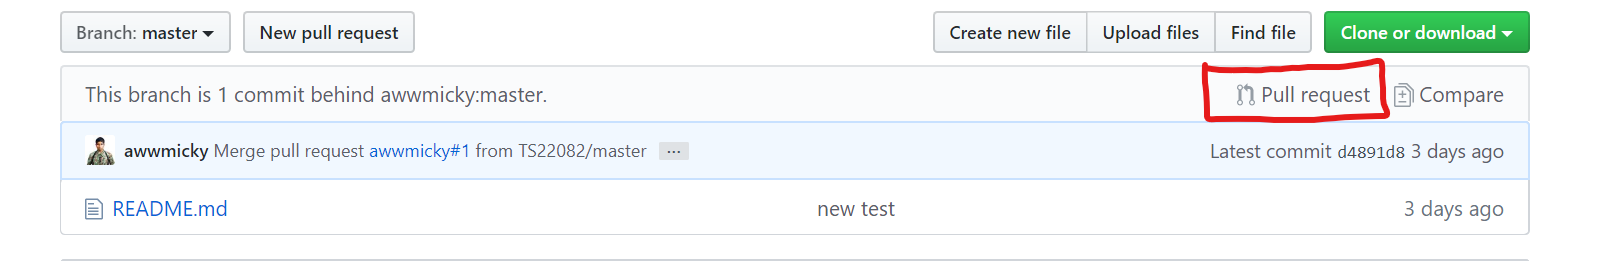 Branch: master New pull request Create new file Upload files Find file Clone or download
This branch is 1 commit behind awwmicky:master. Pull request Compare
awwmicky Merge pull request awwmicky#1 from TS22082/master ... Latest commit d4891d8 3 days ago
README.md new test 3 days ago